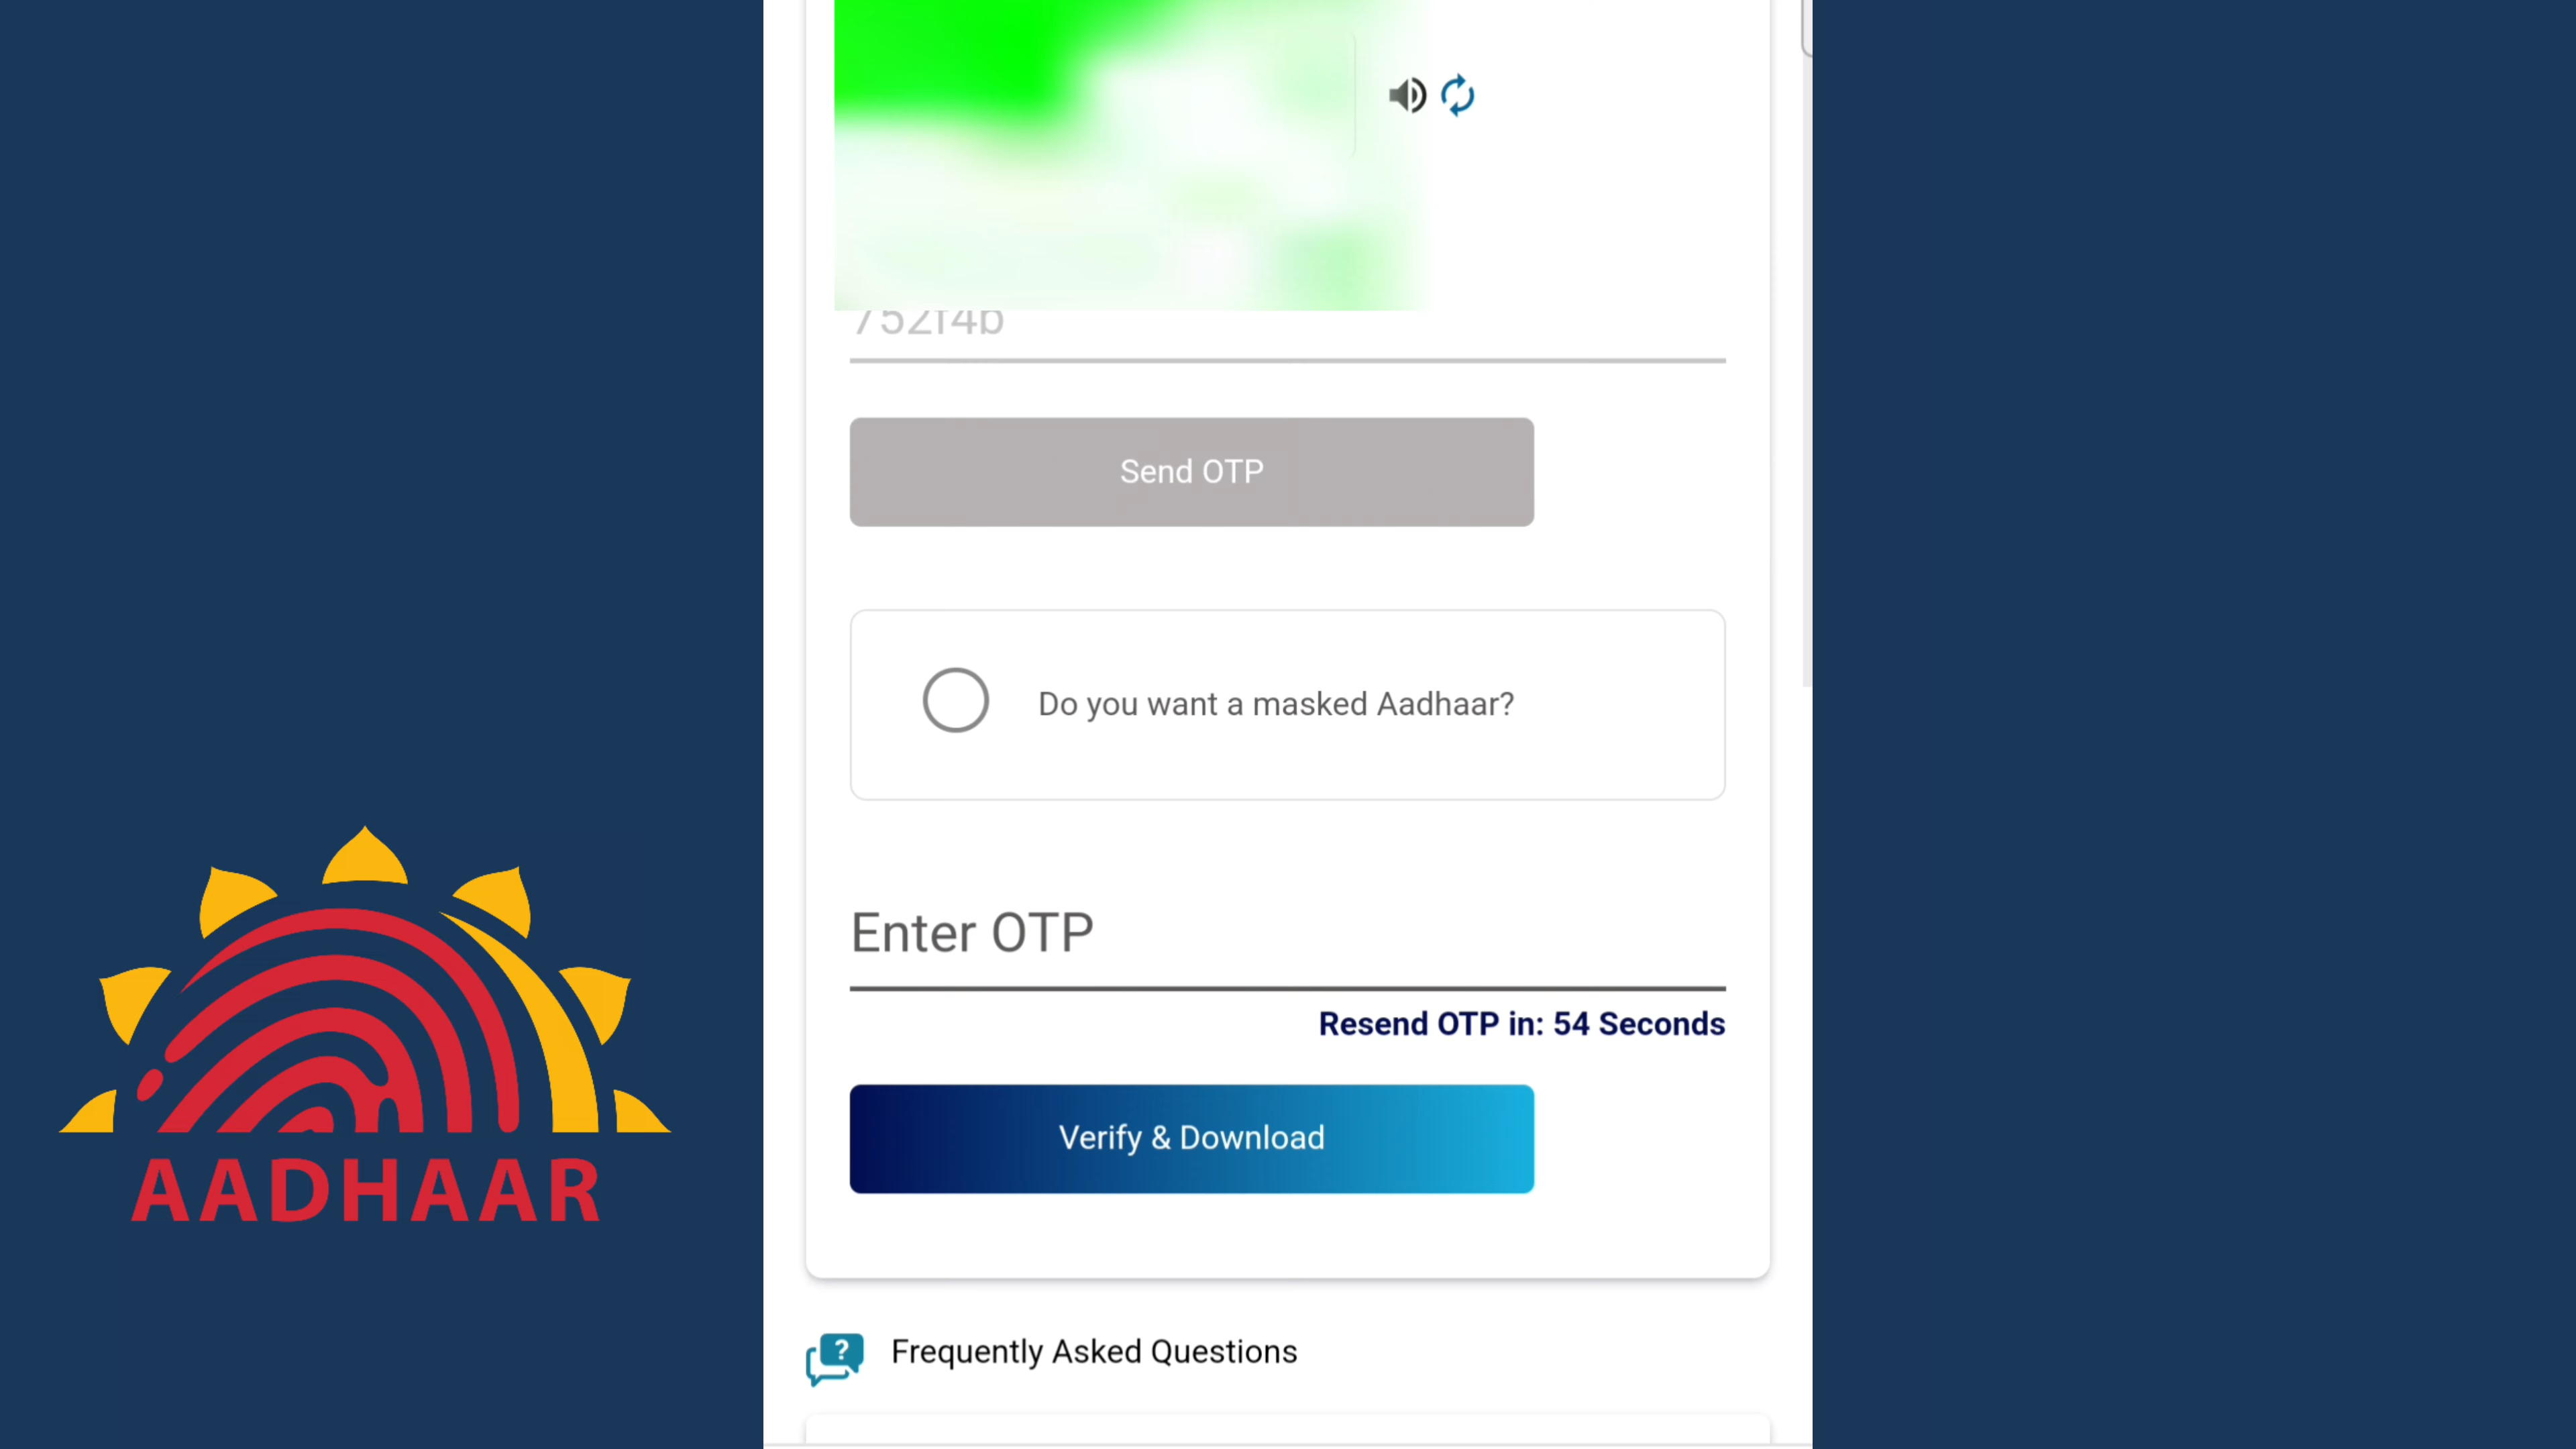 752f4b
Send OTP
Do you want a masked Aadhaar?
Enter OTP
Resend OTP in: 54 Seconds
Verify & Download
AADHAAR
?
Frequently Asked Questions